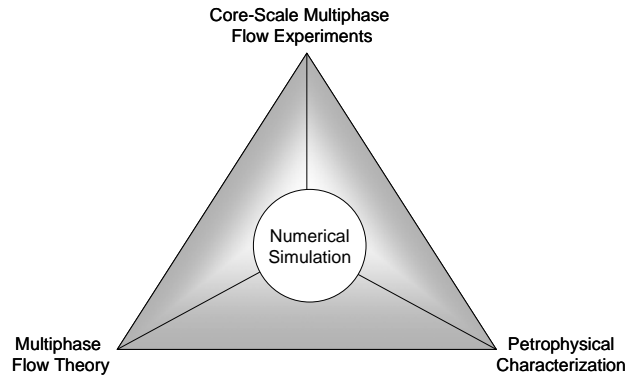 Core-Scale Multiphase
Flow Experiments
Numerical
Simulation
Multiphase
Flow Theory
Petrophysical
Characterization